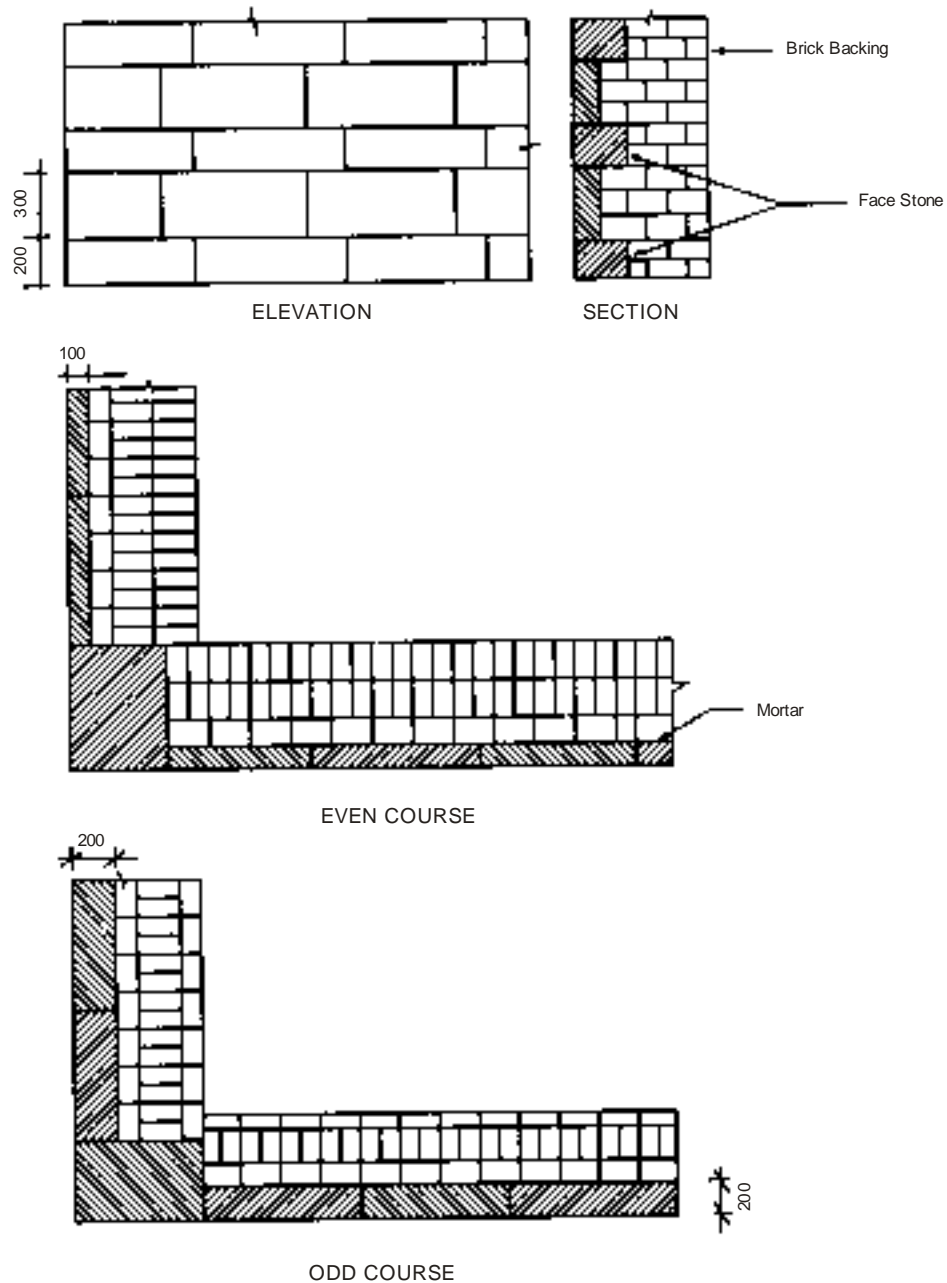 Brick Backing
Face Stone
300
200
ELEVATION
SECTION
100
Mortar
EVEN COURSE
200
200
ODD COURSE